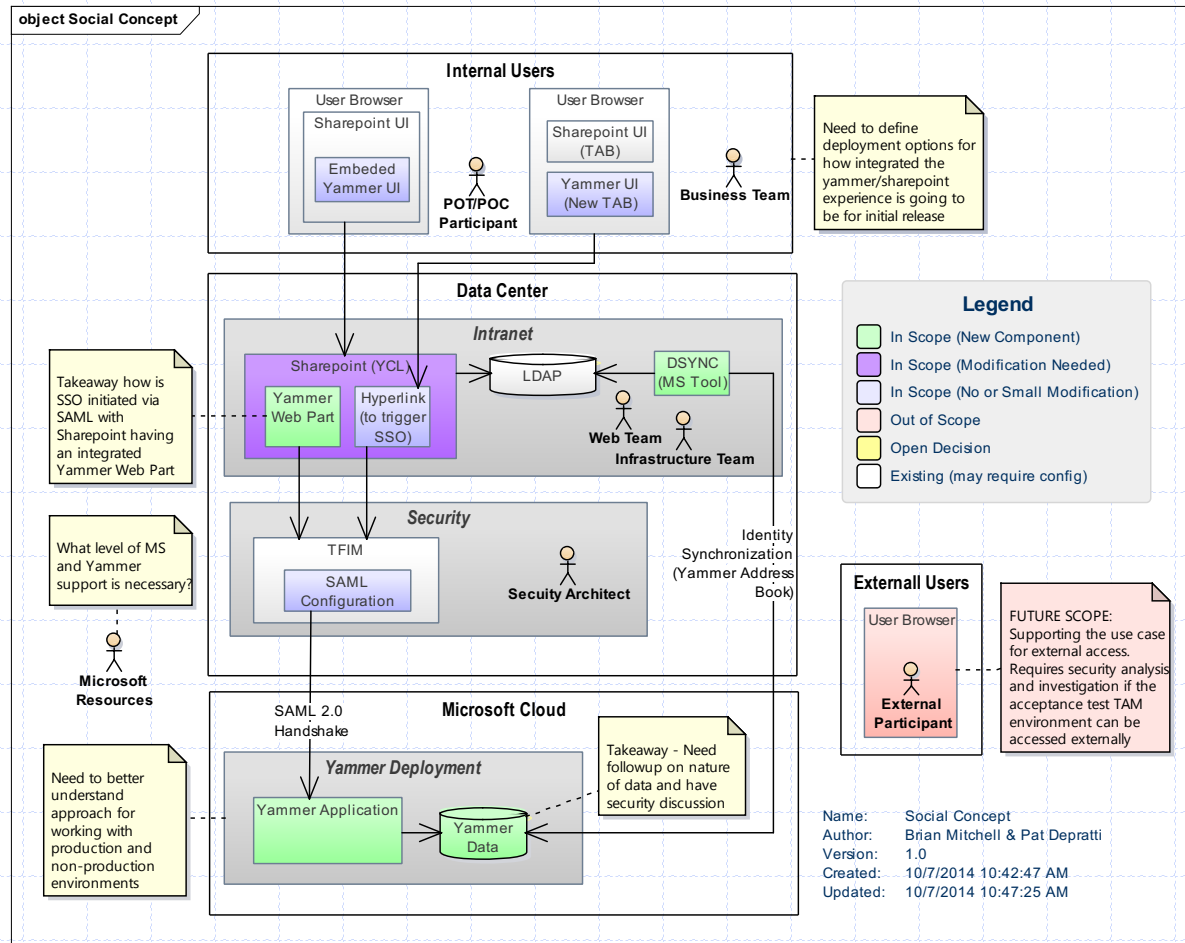 object Social Concept
Internal Users
User Browser
Sharepoint UI
Embeded
Yammer UI
POT/POC
Participant
User Browser
Sharepoint UI
(TAB)
Yammer UI
(New TAB)
Business Team
Need to define
deployment options for
how integrated the
yammer/sharepoint
experience is going to
be for initial release
Data Center
Intranet
Sharepoint (YCL)
Yammer
Web Part
Hyperlink
(to trigger
SSO)
LDAP
DSYNC
(MS Tool)
Web Team
Infrastructure Team
Takeaway how is
SSO initiated via
SAML with
Sharepoint having
an integrated
Yammer Web Part
Legend
In Scope (New Component)
In Scope (Modification Needed)
In Scope (No or Small Modification)
Out of Scope
Open Decision
Existing (may require config)
Security
TFIM
SAML
Configuration
Secuity Architect
Identity
Synchronization
(Yammer Address
Book)
What level of MS
and Yammer
support is necessary?
Microsoft
Resources
Externall Users
User Browser
External
Participant
FUTURE SCOPE:
Supporting the use case
for external access.
Requires security analysis
and investigation if the
acceptance test TAM
environment can be
accessed externally
SAML 2.0
Handshake
Microsoft Cloud
Yammer Deployment
Yammer Application
Yammer
Data
Takeaway - Need
followup on nature
of data and have
security discussion
Need to better
understand
approach for
working with
production and
non-production
environments
Name: Social Concept
Author: Brian Mitchell & Pat Depratti
Version: 1.0
Created: 10/7/2014 10:42:47 AM
Updated: 10/7/2014 10:47:25 AM